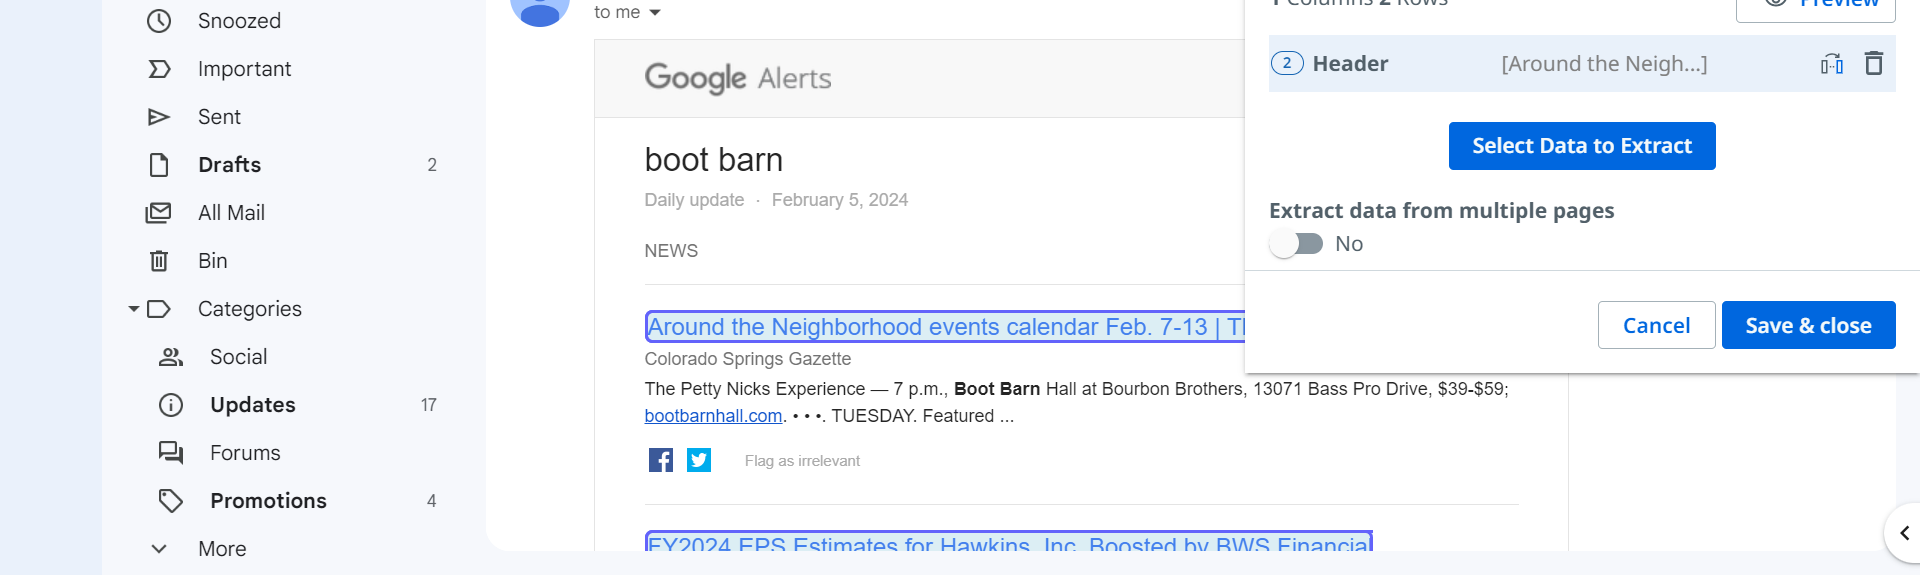 Snoozed
Important
Sent
Drafts 2
All Mail
Bin
Categories
Social
Updates 17
Forums
Promotions 4
More
to me
Google Alerts
boot barn
Daily update · February 5, 2024
NEWS
Around the Neighborhood events calendar Feb. 7-13 |
Colorado Springs Gazette
The Petty Nicks Experience — 7 p.m., Boot Barn Hall at Bourbon Brothers, 13071 Bass Pro Drive, $39-$59;
bootbarnhall.com. • • •. TUESDAY. Featured ...
Flag as irrelevant
FY2024 EPS Estimates for Hawkins, Inc. Boosted by BWS Financial
1 Columns 2 Rows
Preview
2 Header [Around the Neigh...]
Select Data to Extract
Extract data from multiple pages
No
Cancel
Save & close